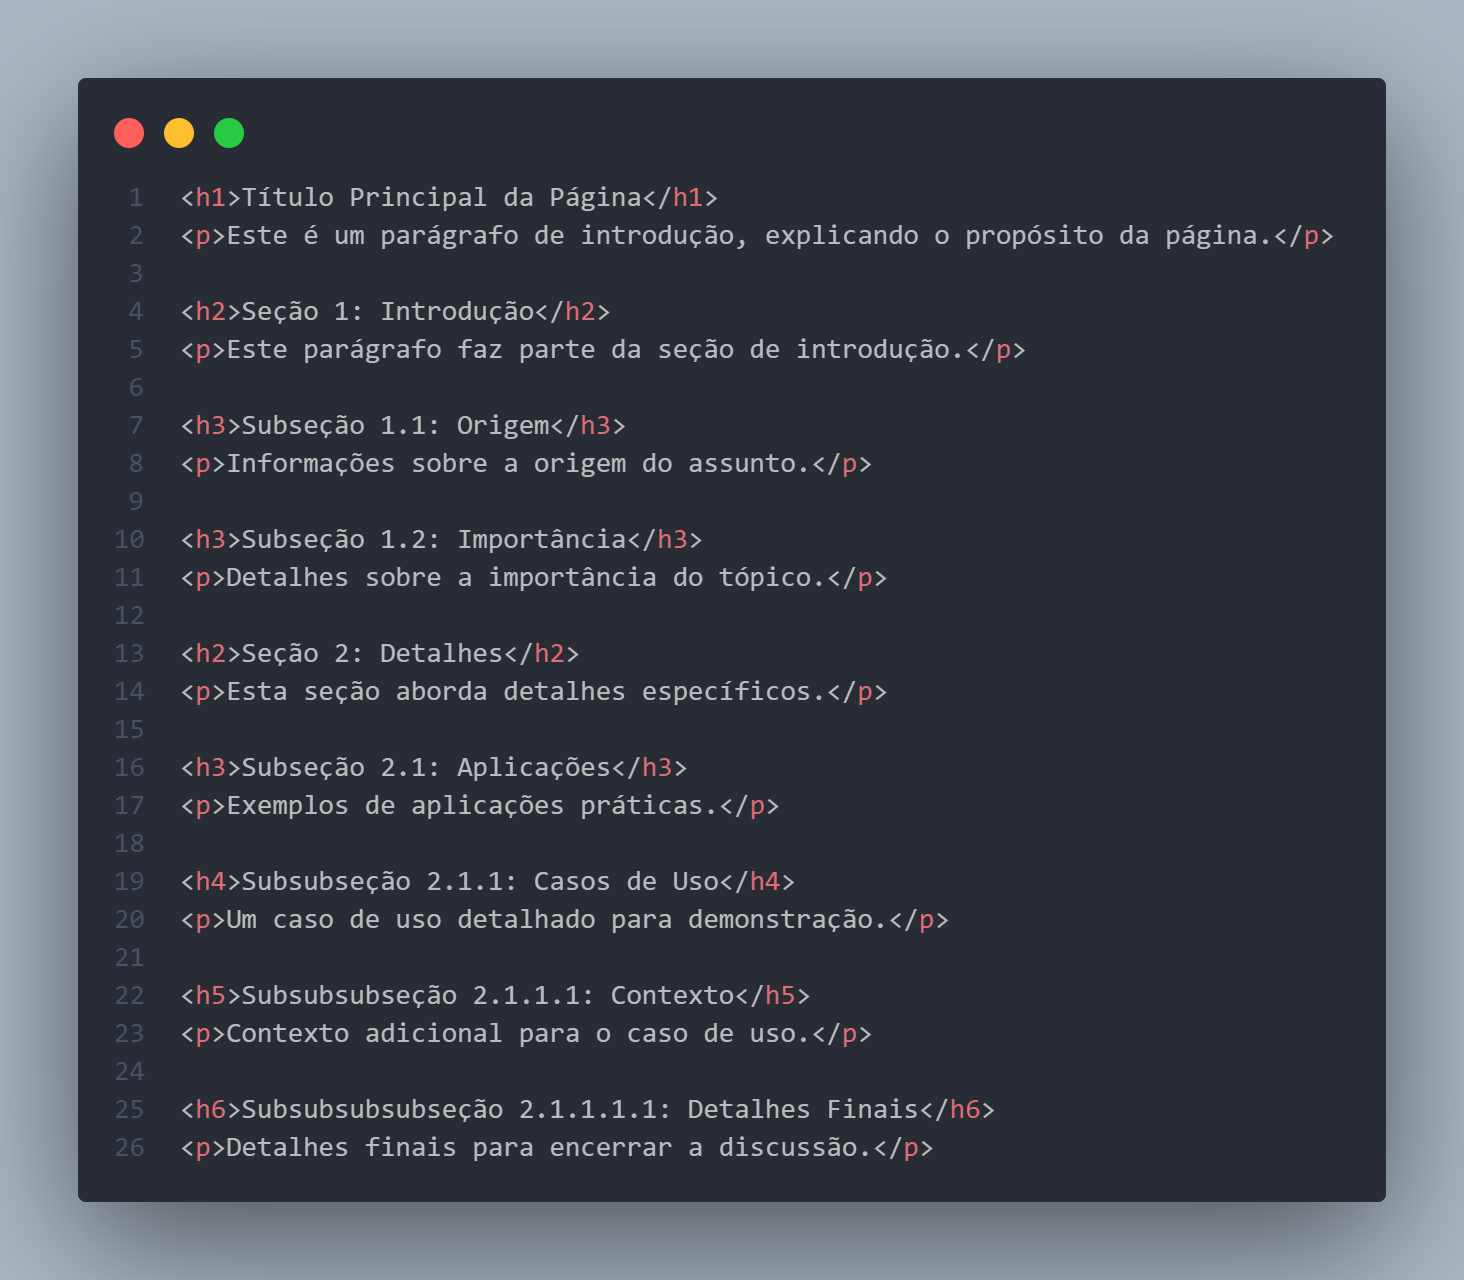 1 <h1>Título Principal da Página</h1>
2 <p>Este é um parágrafo de introdução, explicando o propósito da página.</p>
3
4 <h2>Seção 1: Introdução</h2>
5 <p>Este parágrafo faz parte da seção de introdução.</p>
6
7 <h3>Subseção 1.1: Origem</h3>
8 <p>Informações sobre a origem do assunto.</p>
9
10 <h3>Subseção 1.2: Importância</h3>
11 <p>Detalhes sobre a importância do tópico.</p>
12
13 <h2>Seção 2: Detalhes</h2>
14 <p>Esta seção aborda detalhes específicos.</p>
15
16 <h3>Subseção 2.1: Aplicações</h3>
17 <p>Exemplos de aplicações práticas.</p>
18
19 <h4>Subsubseção 2.1.1: Casos de Uso</h4>
20 <p>Um caso de uso detalhado para demonstração.</p>
21
22 <h5>Subsubsubseção 2.1.1.1: Contexto</h5>
23 <p>Contexto adicional para o caso de uso.</p>
24
25 <h6>Subsubsubsubseção 2.1.1.1.1: Detalhes Finais</h6>
26 <p>Detalhes finais para encerrar a discussão.</p>